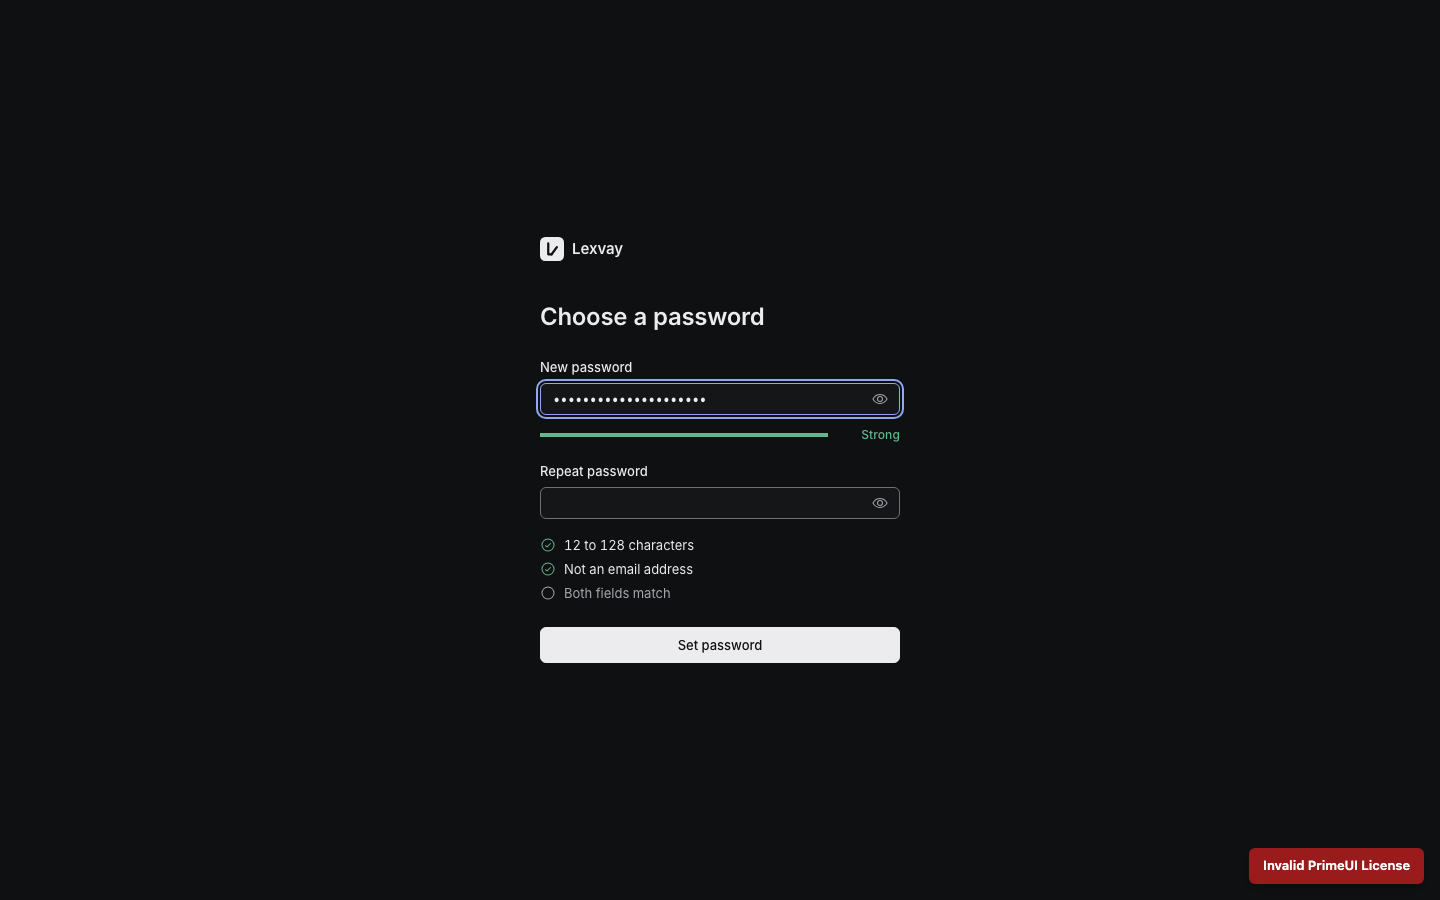 Lexvay
Choose a password
New password
•••••••••••••••••••••
Strong
Repeat password
12 to 128 characters
Not an email address
Both fields match
Set password
Invalid PrimeUI License